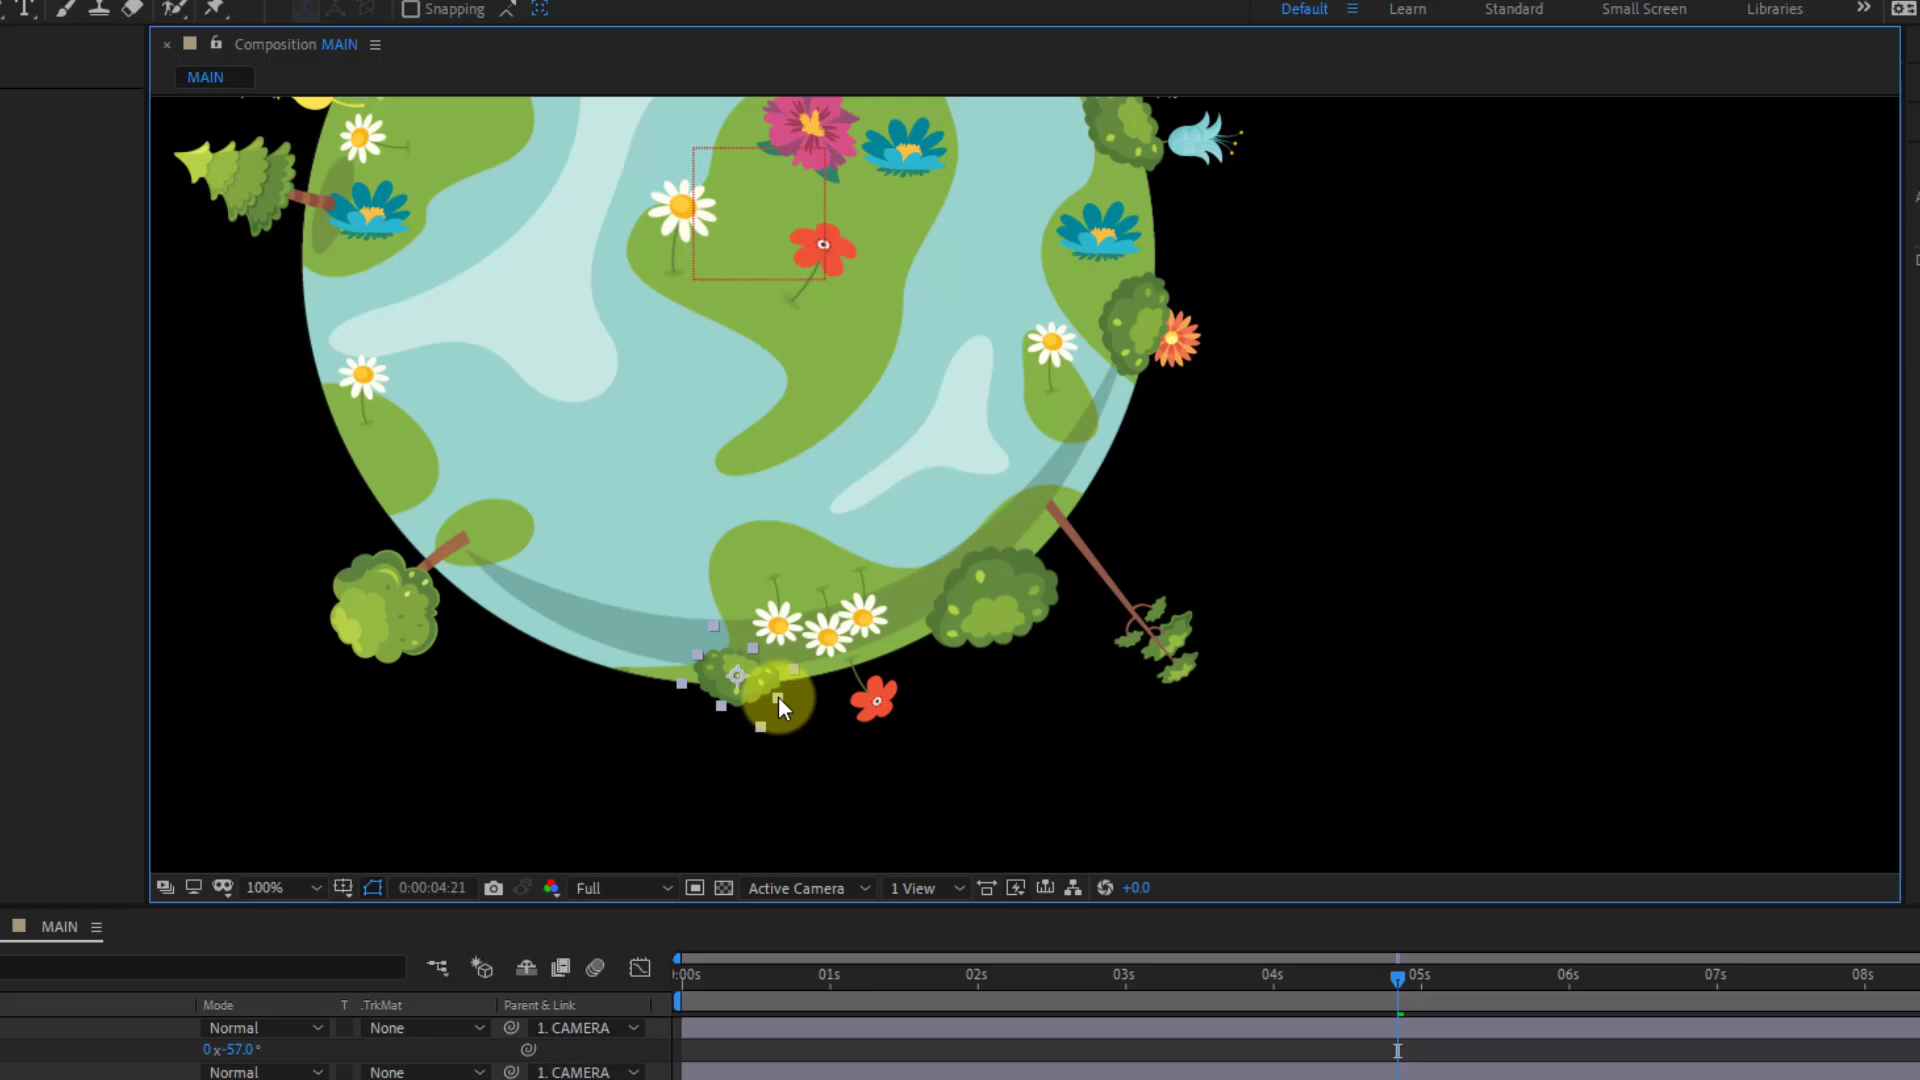 T
Snapping
Default
Learn
Standard
Small Screen
Libraries
Composition MAIN
MAIN
100%
0:00:04:21
Full
Active Camera
1 View
+0.0
MAIN
:00s
01s
02s
03s
04s
05s
06s
07s
08s
Mode
T .TrkMat
Parent & Link
Normal
None
1. CAMERA
0x-57.0°
Normal
None
1. CAMERA